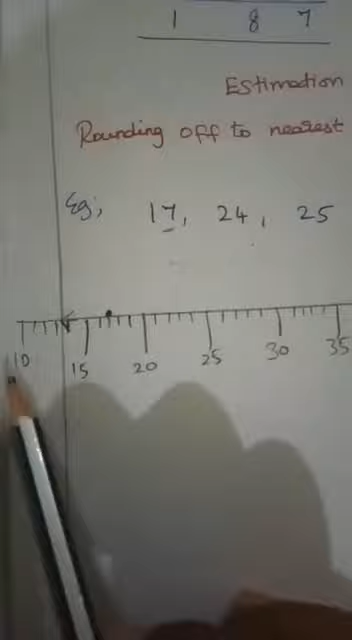 1 8 7
Estimation
Rounding off to nearest
Eg, 17, 24, 25
10 15 20 25 30 35